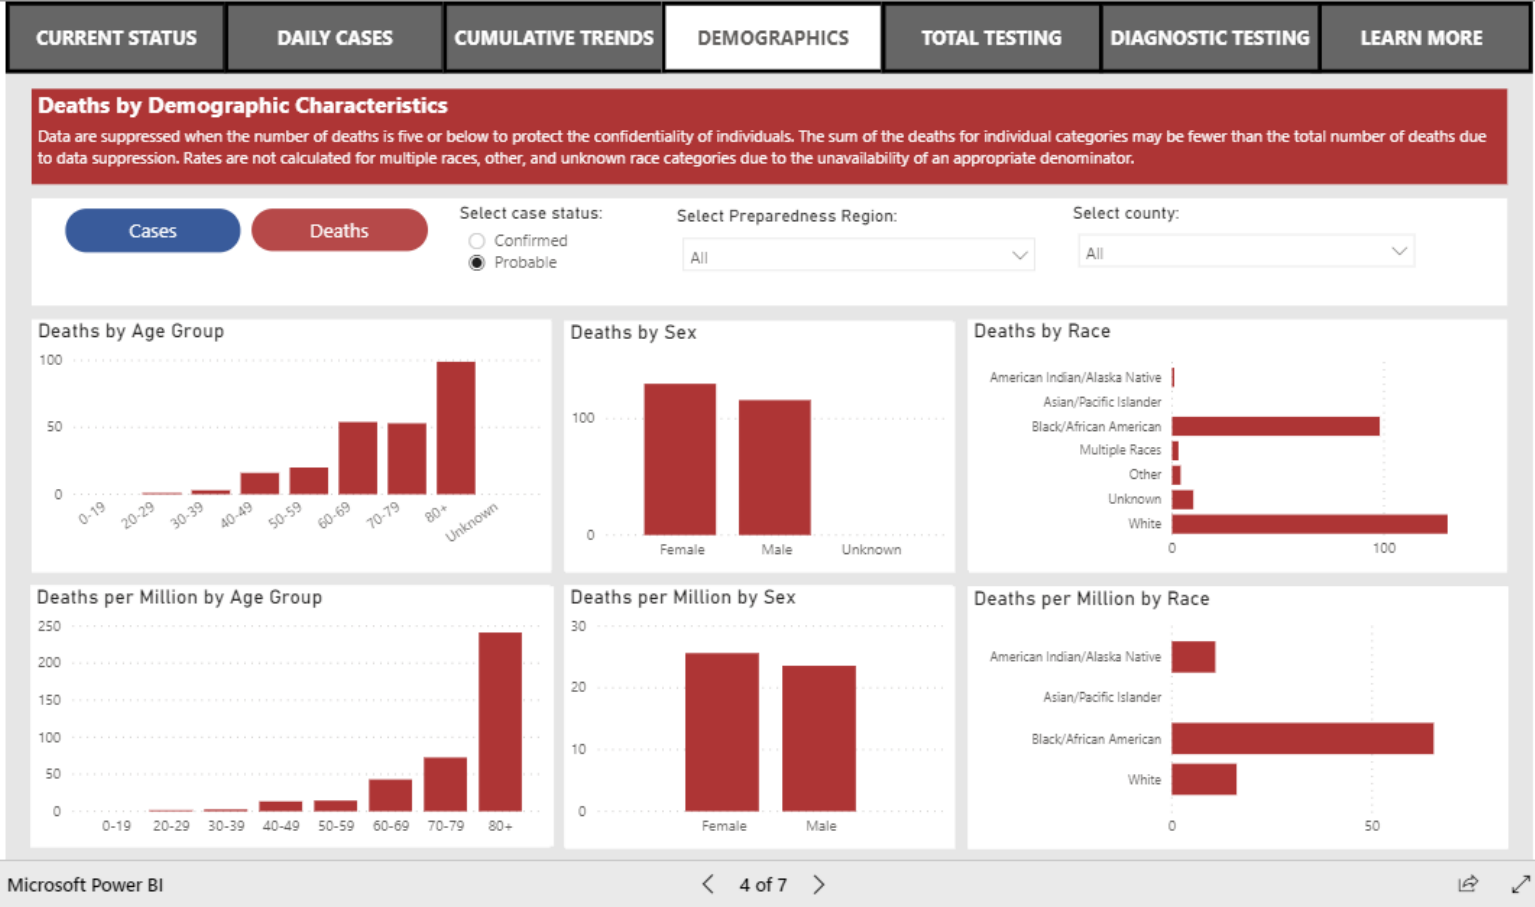 CURRENT STATUS DAILY CASES CUMULATIVE TRENDS DEMOGRAPHICS TOTAL TESTING DIAGNOSTIC TESTING LEARN MORE
Deaths by Demographic Characteristics
Data are suppressed when the number of deaths is five or below to protect the confidentiality of individuals. The sum of the deaths for individual categories may be fewer than the total number of deaths due
to data suppression. Rates are not calculated for multiple races, other, and unknown race categories due to the unavailability of an appropriate denominator.
Cases
Deaths
Select case status:
Confirmed
Probable
Select Preparedness Region:
All
Select county:
All
Deaths by Age Group
100
50
0
0-19 20-29 30-39 40-49 50-59 60-69 70-79 80+ Unknown
Deaths by Sex
100
0
Female Male Unknown
Deaths by Race
American Indian/Alaska Native
Asian/Pacific Islander
Black/African American
Multiple Races
Other
Unknown
White
0 100
Deaths per Million by Age Group
250
200
150
100
50
0
0-19 20-29 30-39 40-49 50-59 60-69 70-79 80+
Deaths per Million by Sex
30
20
10
0
Female Male
Deaths per Million by Race
American Indian/Alaska Native
Asian/Pacific Islander
Black/African American
White
0 50
Microsoft Power BI
4 of 7